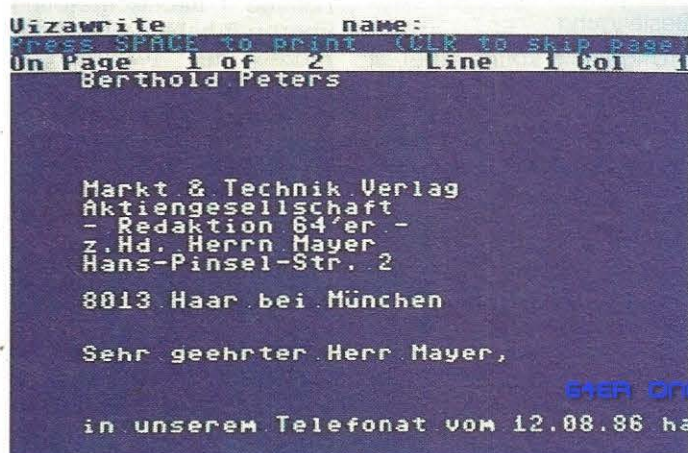 Vizawrite name:
Press SPACE to print (CLR to skip page)
On Page 1 of 2 Line 1 Col 1
Berthold Peters
Markt & Technik Verlag
Aktiengesellschaft
- Redaktion 64'er -
z.Hd. Herrn Mayer
Hans-Pinsel-Str. 2
8013 Haar bei München
Sehr geehrter Herr Mayer,
64ER ON
in unserem Telefonat vom 12.08.86 ha